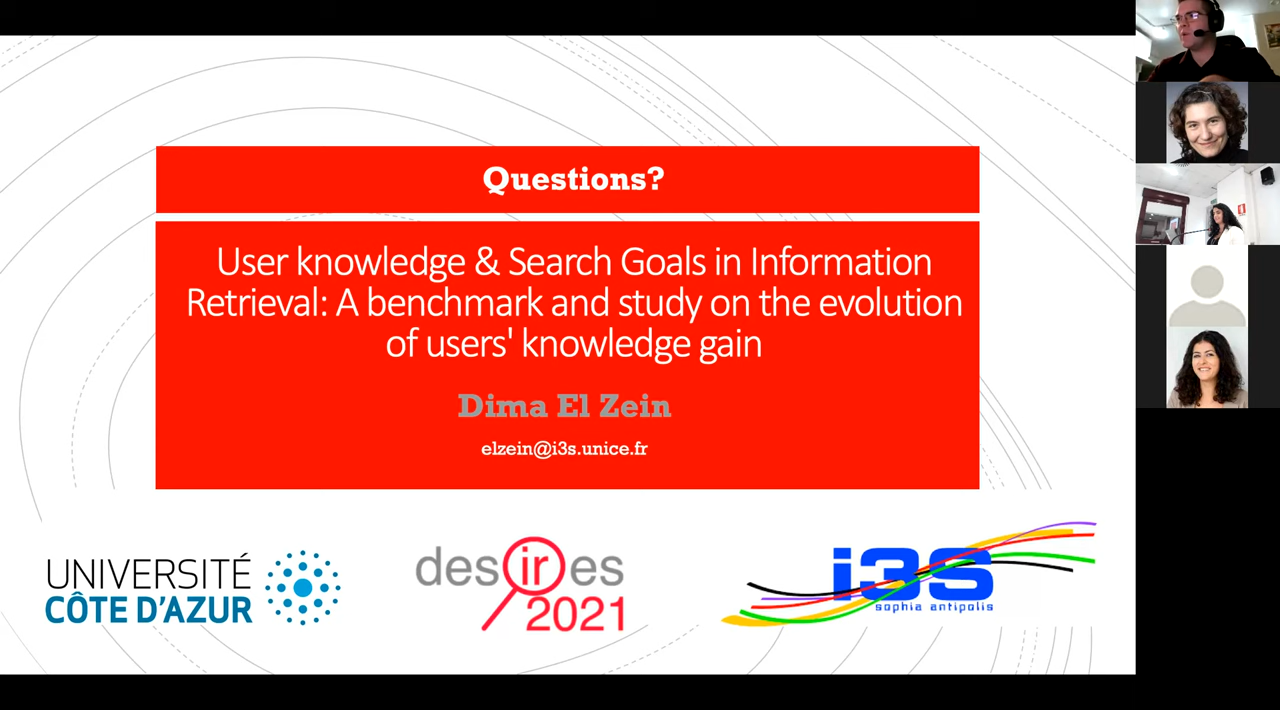 Questions?
User knowledge & Search Goals in Information
Retrieval: A benchmark and study on the evolution
of users' knowledge gain
Dima El Zein
elzein@i3s.unice.fr
UNIVERSITÉ
CÔTE D'AZUR
desires
2021
i3S
sophia antipolis